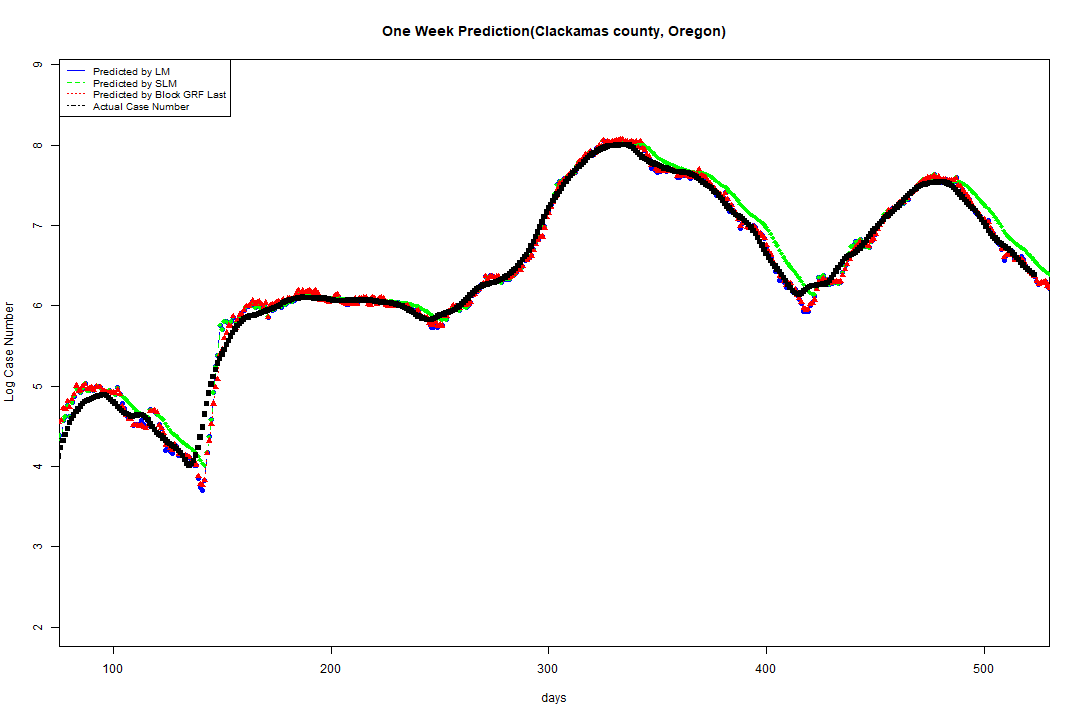 One Week Prediction(Clackamas county, Oregon)
Predicted by LM
Predicted by SLM
Predicted by Block GRF Last
Actual Case Number
9
8
7
6
5
4
3
2
Log Case Number
100 200 300 400 500
days